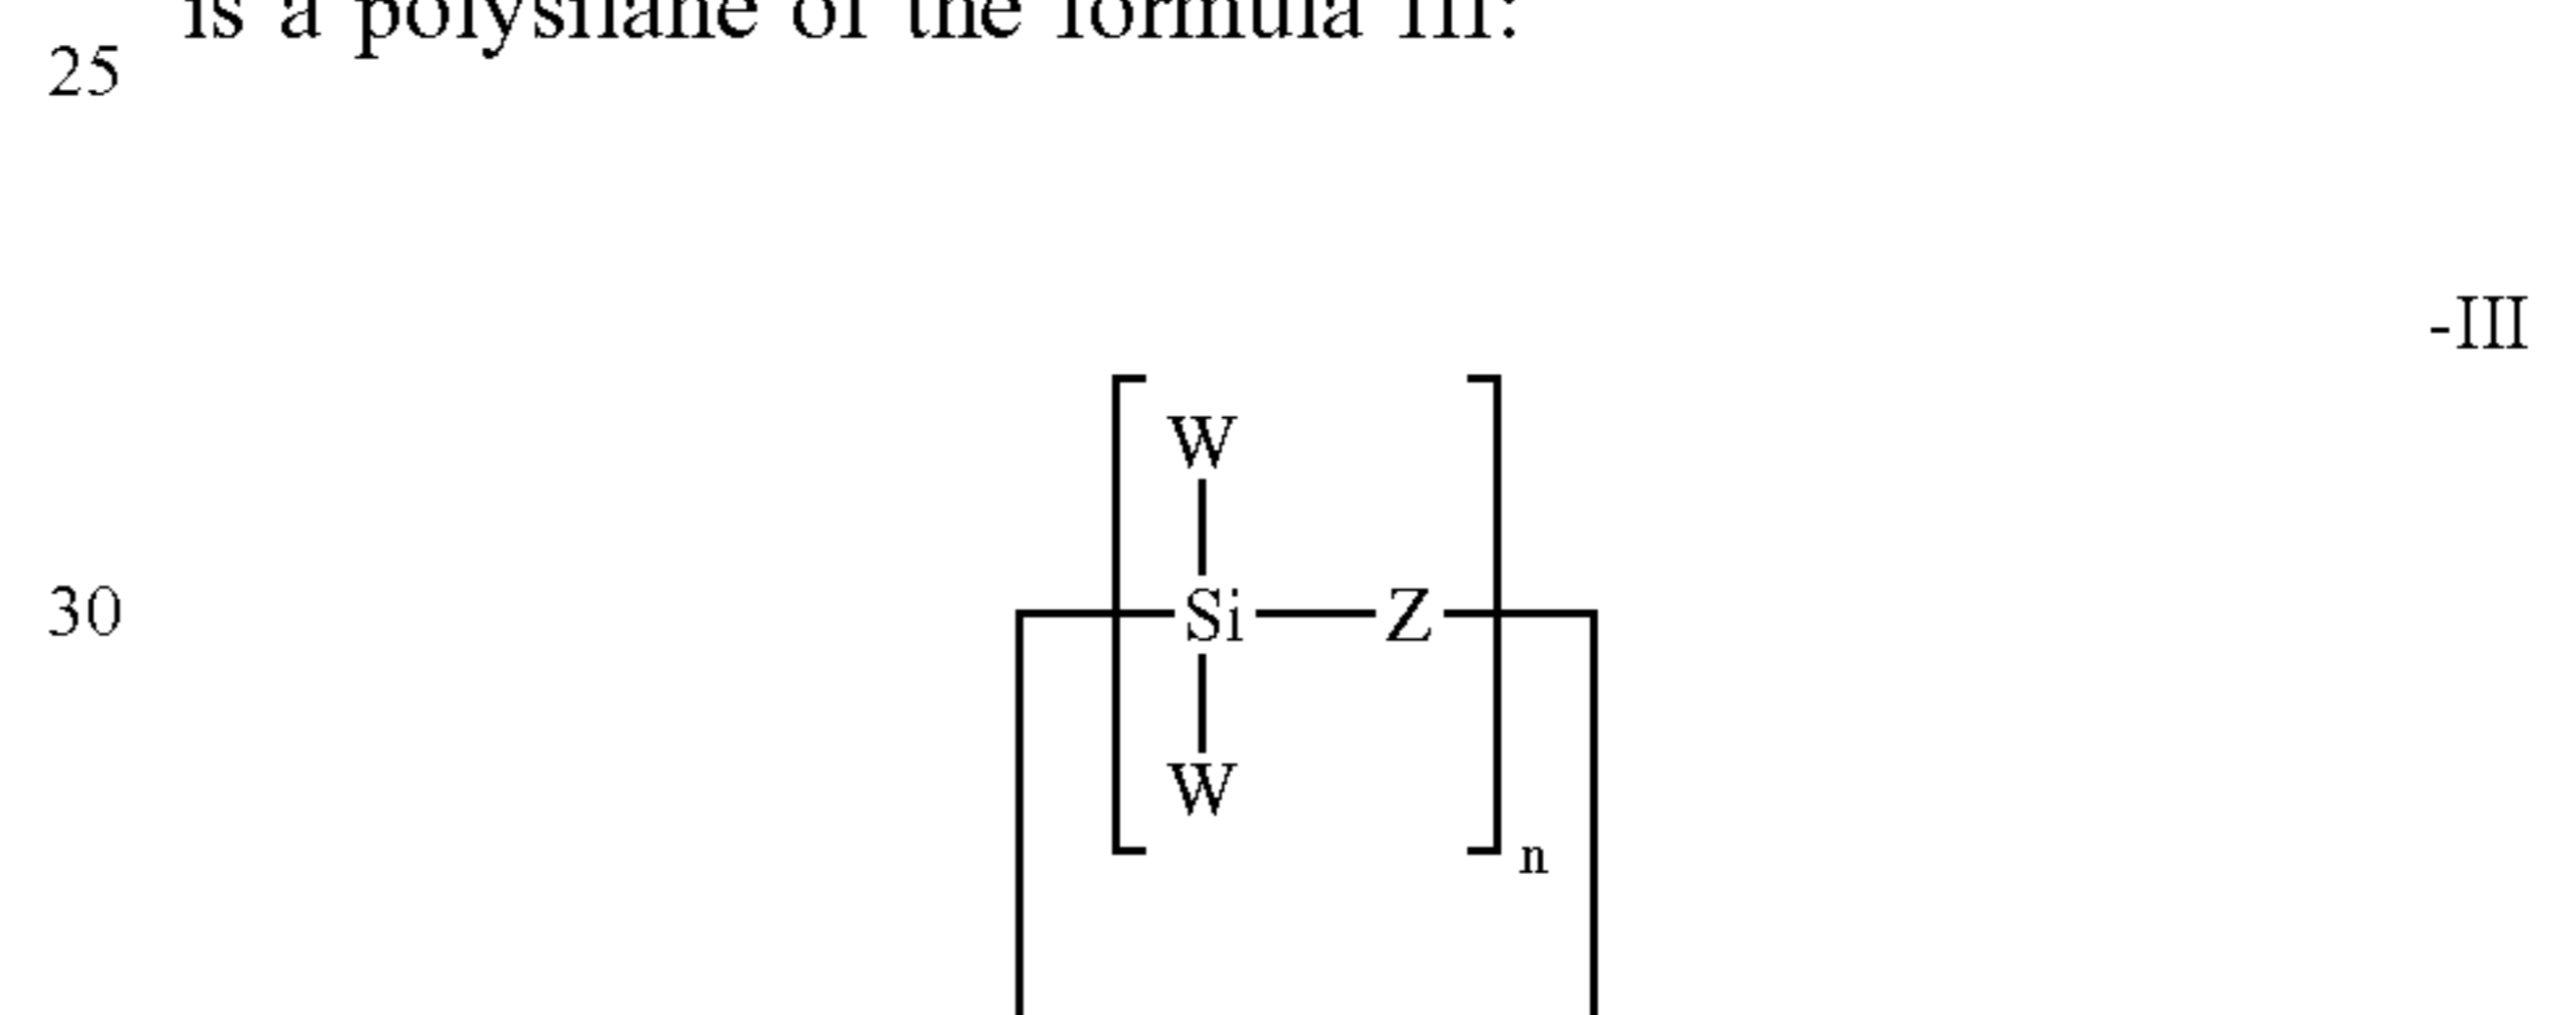 is a polysilane of the formula III:
25
-III
W
30
Si
Z
W
n